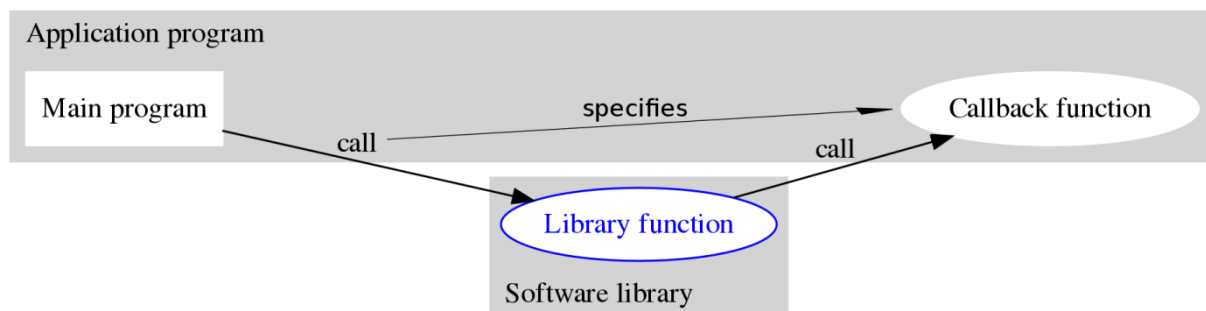 Application program
Main program
specifies
Callback function
call
call
Library function
Software library